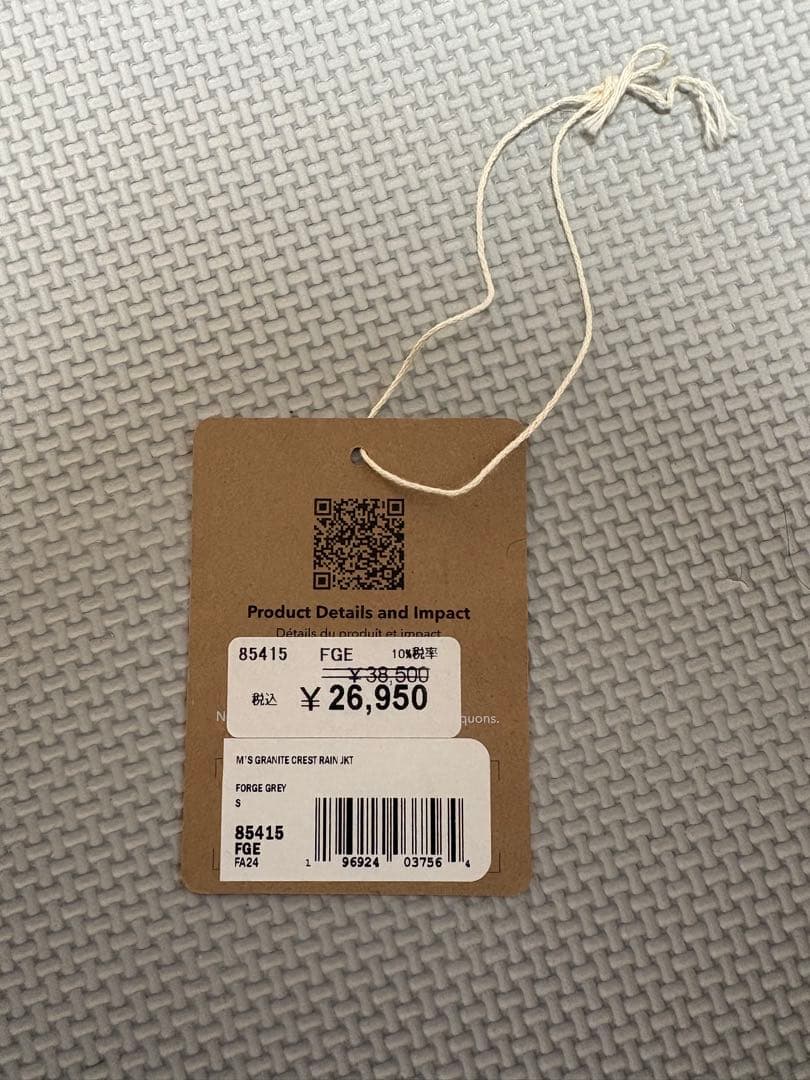 Product Details and Impact
Détails du produit et impact
85415 FGE 10%税率
¥38,500
税込 ¥26,950
N
quons.
M'S GRANITE CREST RAIN JKT
FORGE GREY
S
85415
FGE
FA24
1 96924 03756 4